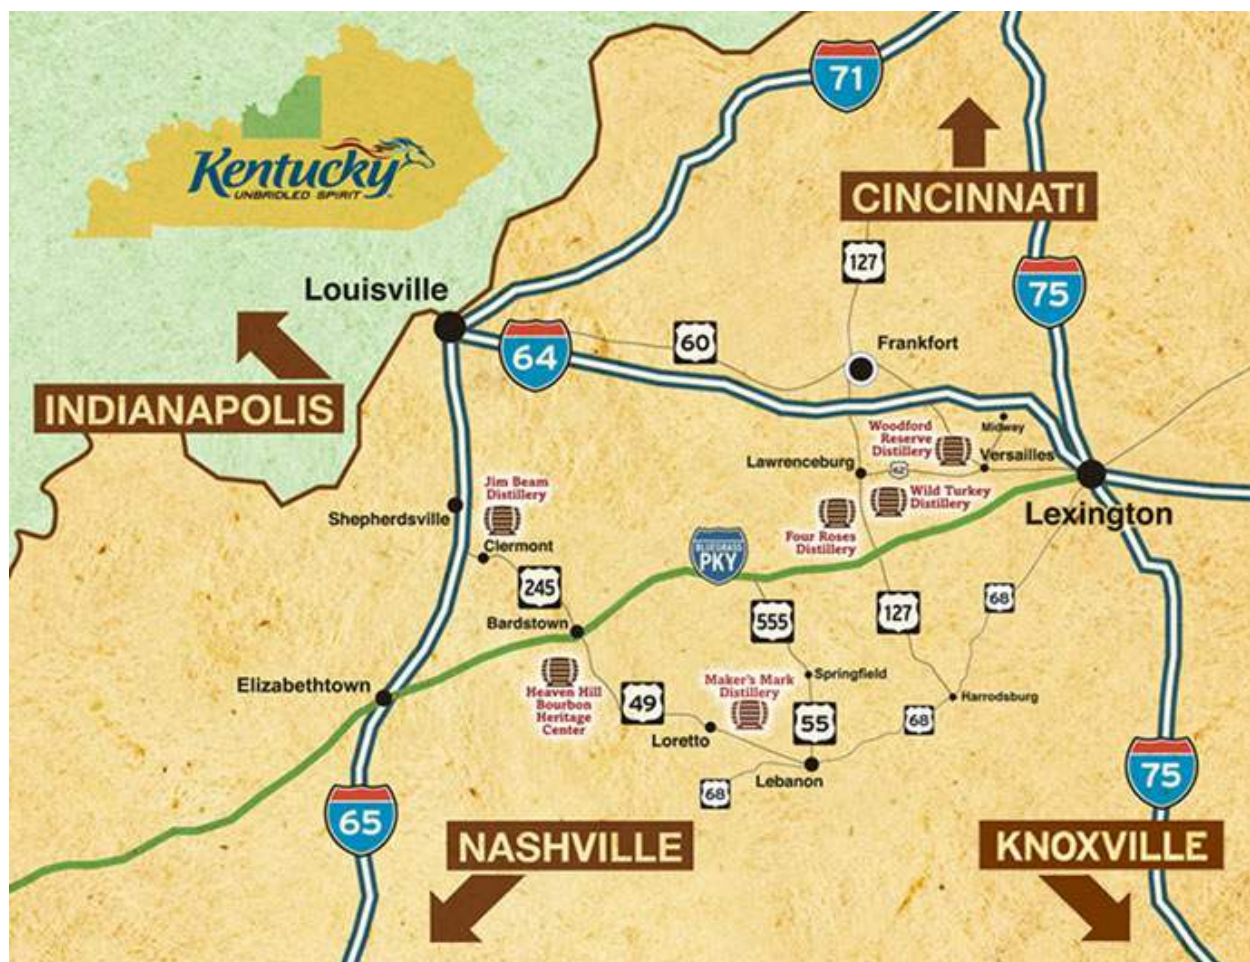 71
Kentucky
UNBRIDLED SPIRIT
CINCINNATI
127
75
Louisville
64
60
Frankfort
INDIANAPOLIS
Woodford
Reserve
Distillery
Midway
Versailles
Lawrenceburg
62
Jim Beam
Distillery
Wild Turkey
Distillery
Lexington
Shepherdsville
Four Roses
Distillery
Clermont
BLUEGRASS
PKY
245
68
127
555
Bardstown
Springfield
Elizabethtown
Maker's Mark
Distillery
Heaven Hill
Bourbon
Heritage
Center
49
Harrodsburg
55
68
Loretto
Lebanon
68
75
65
NASHVILLE
KNOXVILLE